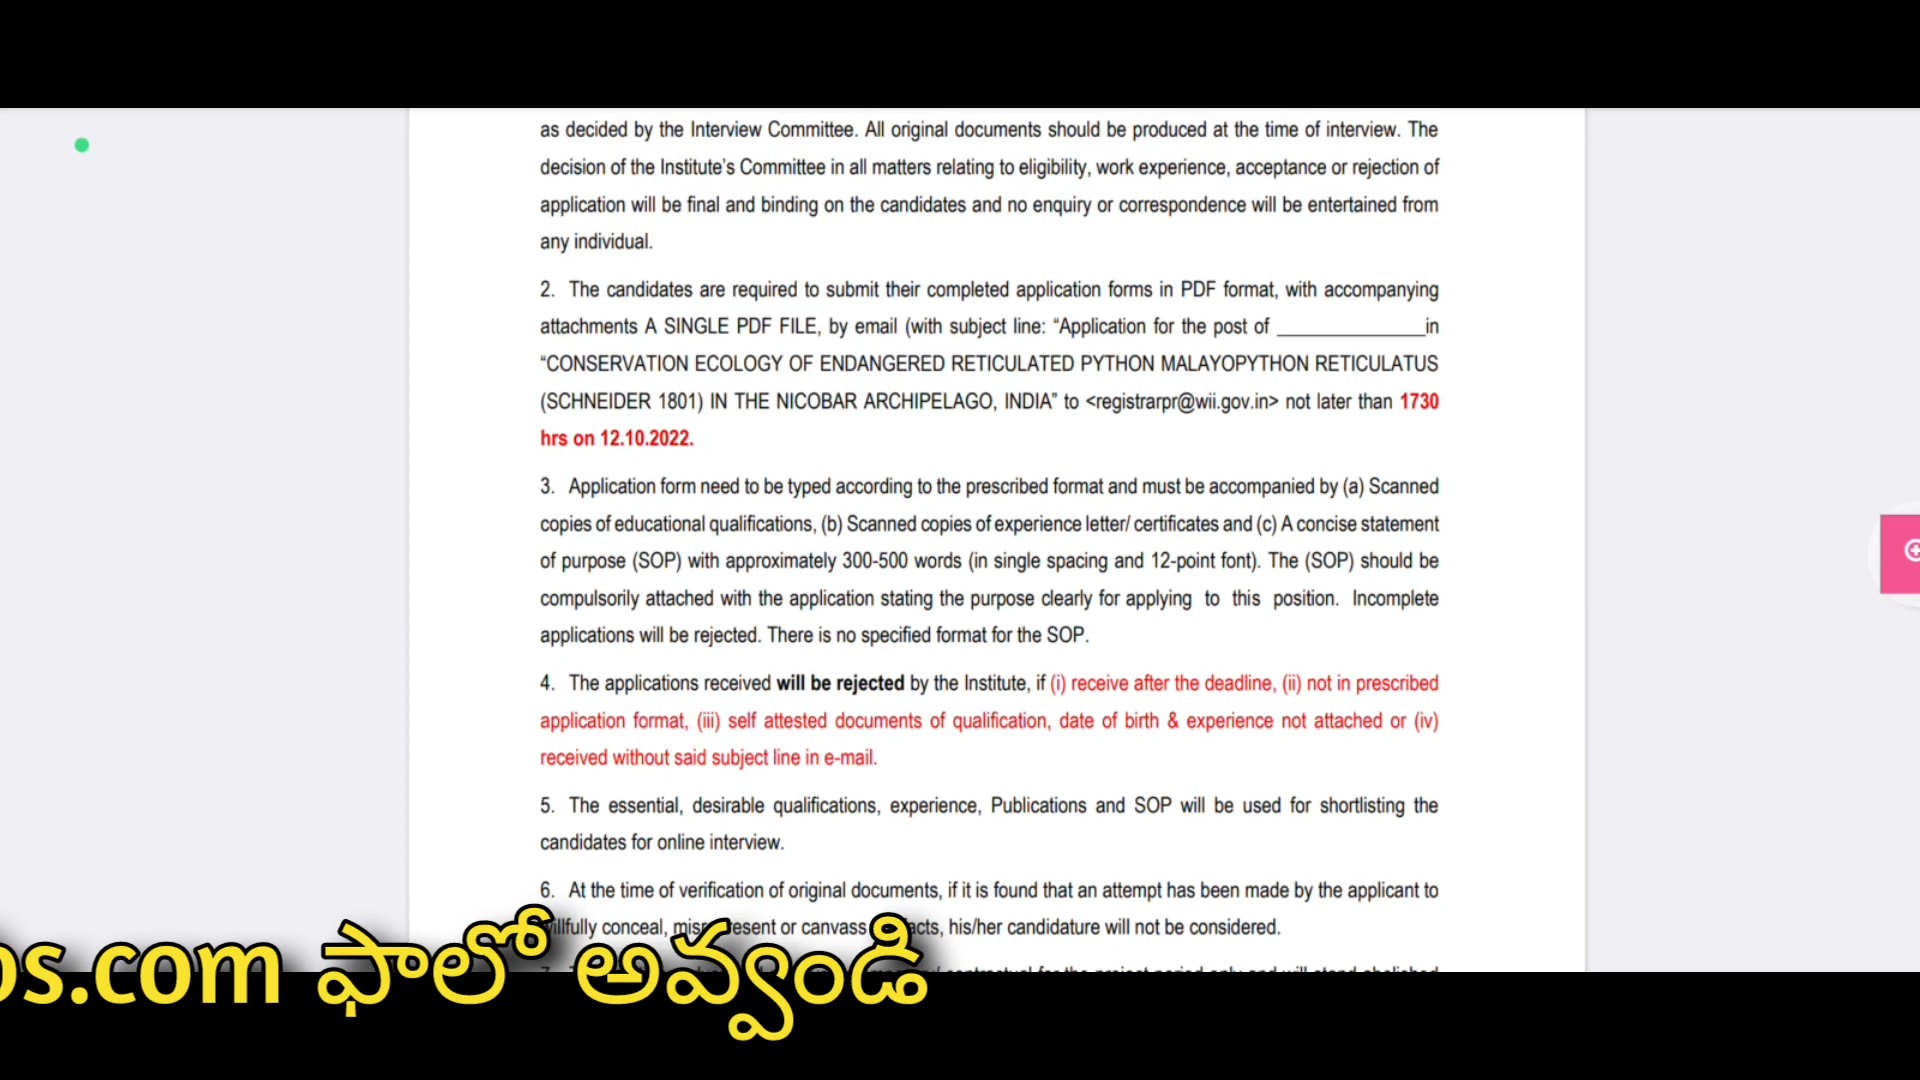 as decided by the Interview Committee. All original documents should be produced at the time of interview. The
decision of the Institute’s Committee in all matters relating to eligibility, work experience, acceptance or rejection of
application will be final and binding on the candidates and no enquiry or correspondence will be entertained from
any individual.
2. The candidates are required to submit their completed application forms in PDF format, with accompanying
attachments A SINGLE PDF FILE, by email (with subject line: “Application for the post of _______________in
“CONSERVATION ECOLOGY OF ENDANGERED RETICULATED PYTHON MALAYOPYTHON RETICULATUS
(SCHNEIDER 1801) IN THE NICOBAR ARCHIPELAGO, INDIA” to <registrarpr@wii.gov.in> not later than 1730
hrs on 12.10.2022.
3. Application form need to be typed according to the prescribed format and must be accompanied by (a) Scanned
copies of educational qualifications, (b) Scanned copies of experience letter/ certificates and (c) A concise statement
of purpose (SOP) with approximately 300-500 words (in single spacing and 12-point font). The (SOP) should be
compulsorily attached with the application stating the purpose clearly for applying to this position. Incomplete
applications will be rejected. There is no specified format for the SOP.
4. The applications received will be rejected by the Institute, if (i) receive after the deadline, (ii) not in prescribed
application format, (iii) self attested documents of qualification, date of birth & experience not attached or (iv)
received without said subject line in e-mail.
5. The essential, desirable qualifications, experience, Publications and SOP will be used for shortlisting the
candidates for online interview.
6. At the time of verification of original documents, if it is found that an attempt has been made by the applicant to
conceal, or canvass his/her candidature will not be considered.
contractual for the project period only and will stand abolished
os.com ఫాలో అవ్వండి